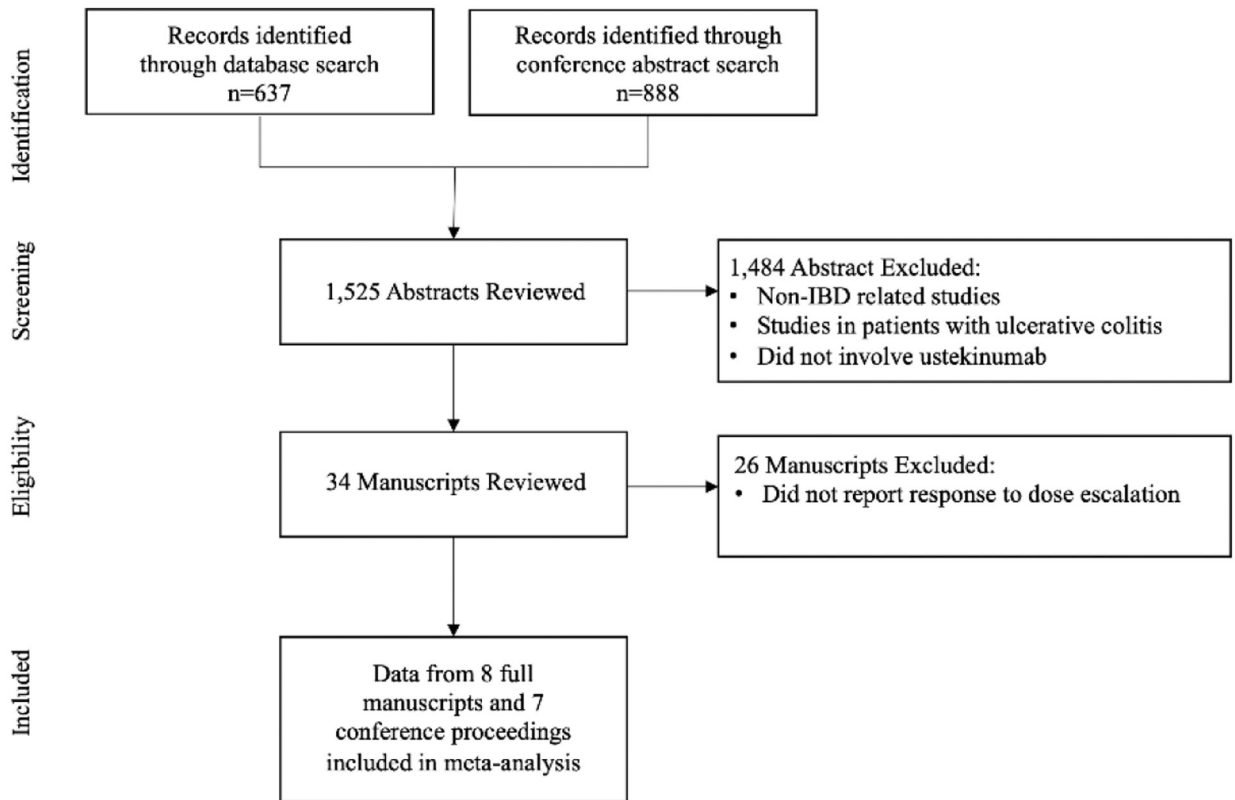 Identification
Records identified
through database search
n=637
Records identified through
conference abstract search
n=888
Screening
1,525 Abstracts Reviewed
1,484 Abstract Excluded:
• Non-IBD related studies
• Studies in patients with ulcerative colitis
• Did not involve ustekinumab
Eligibility
34 Manuscripts Reviewed
26 Manuscripts Excluded:
• Did not report response to dose escalation
Included
Data from 8 full
manuscripts and 7
conference proceedings
included in meta-analysis